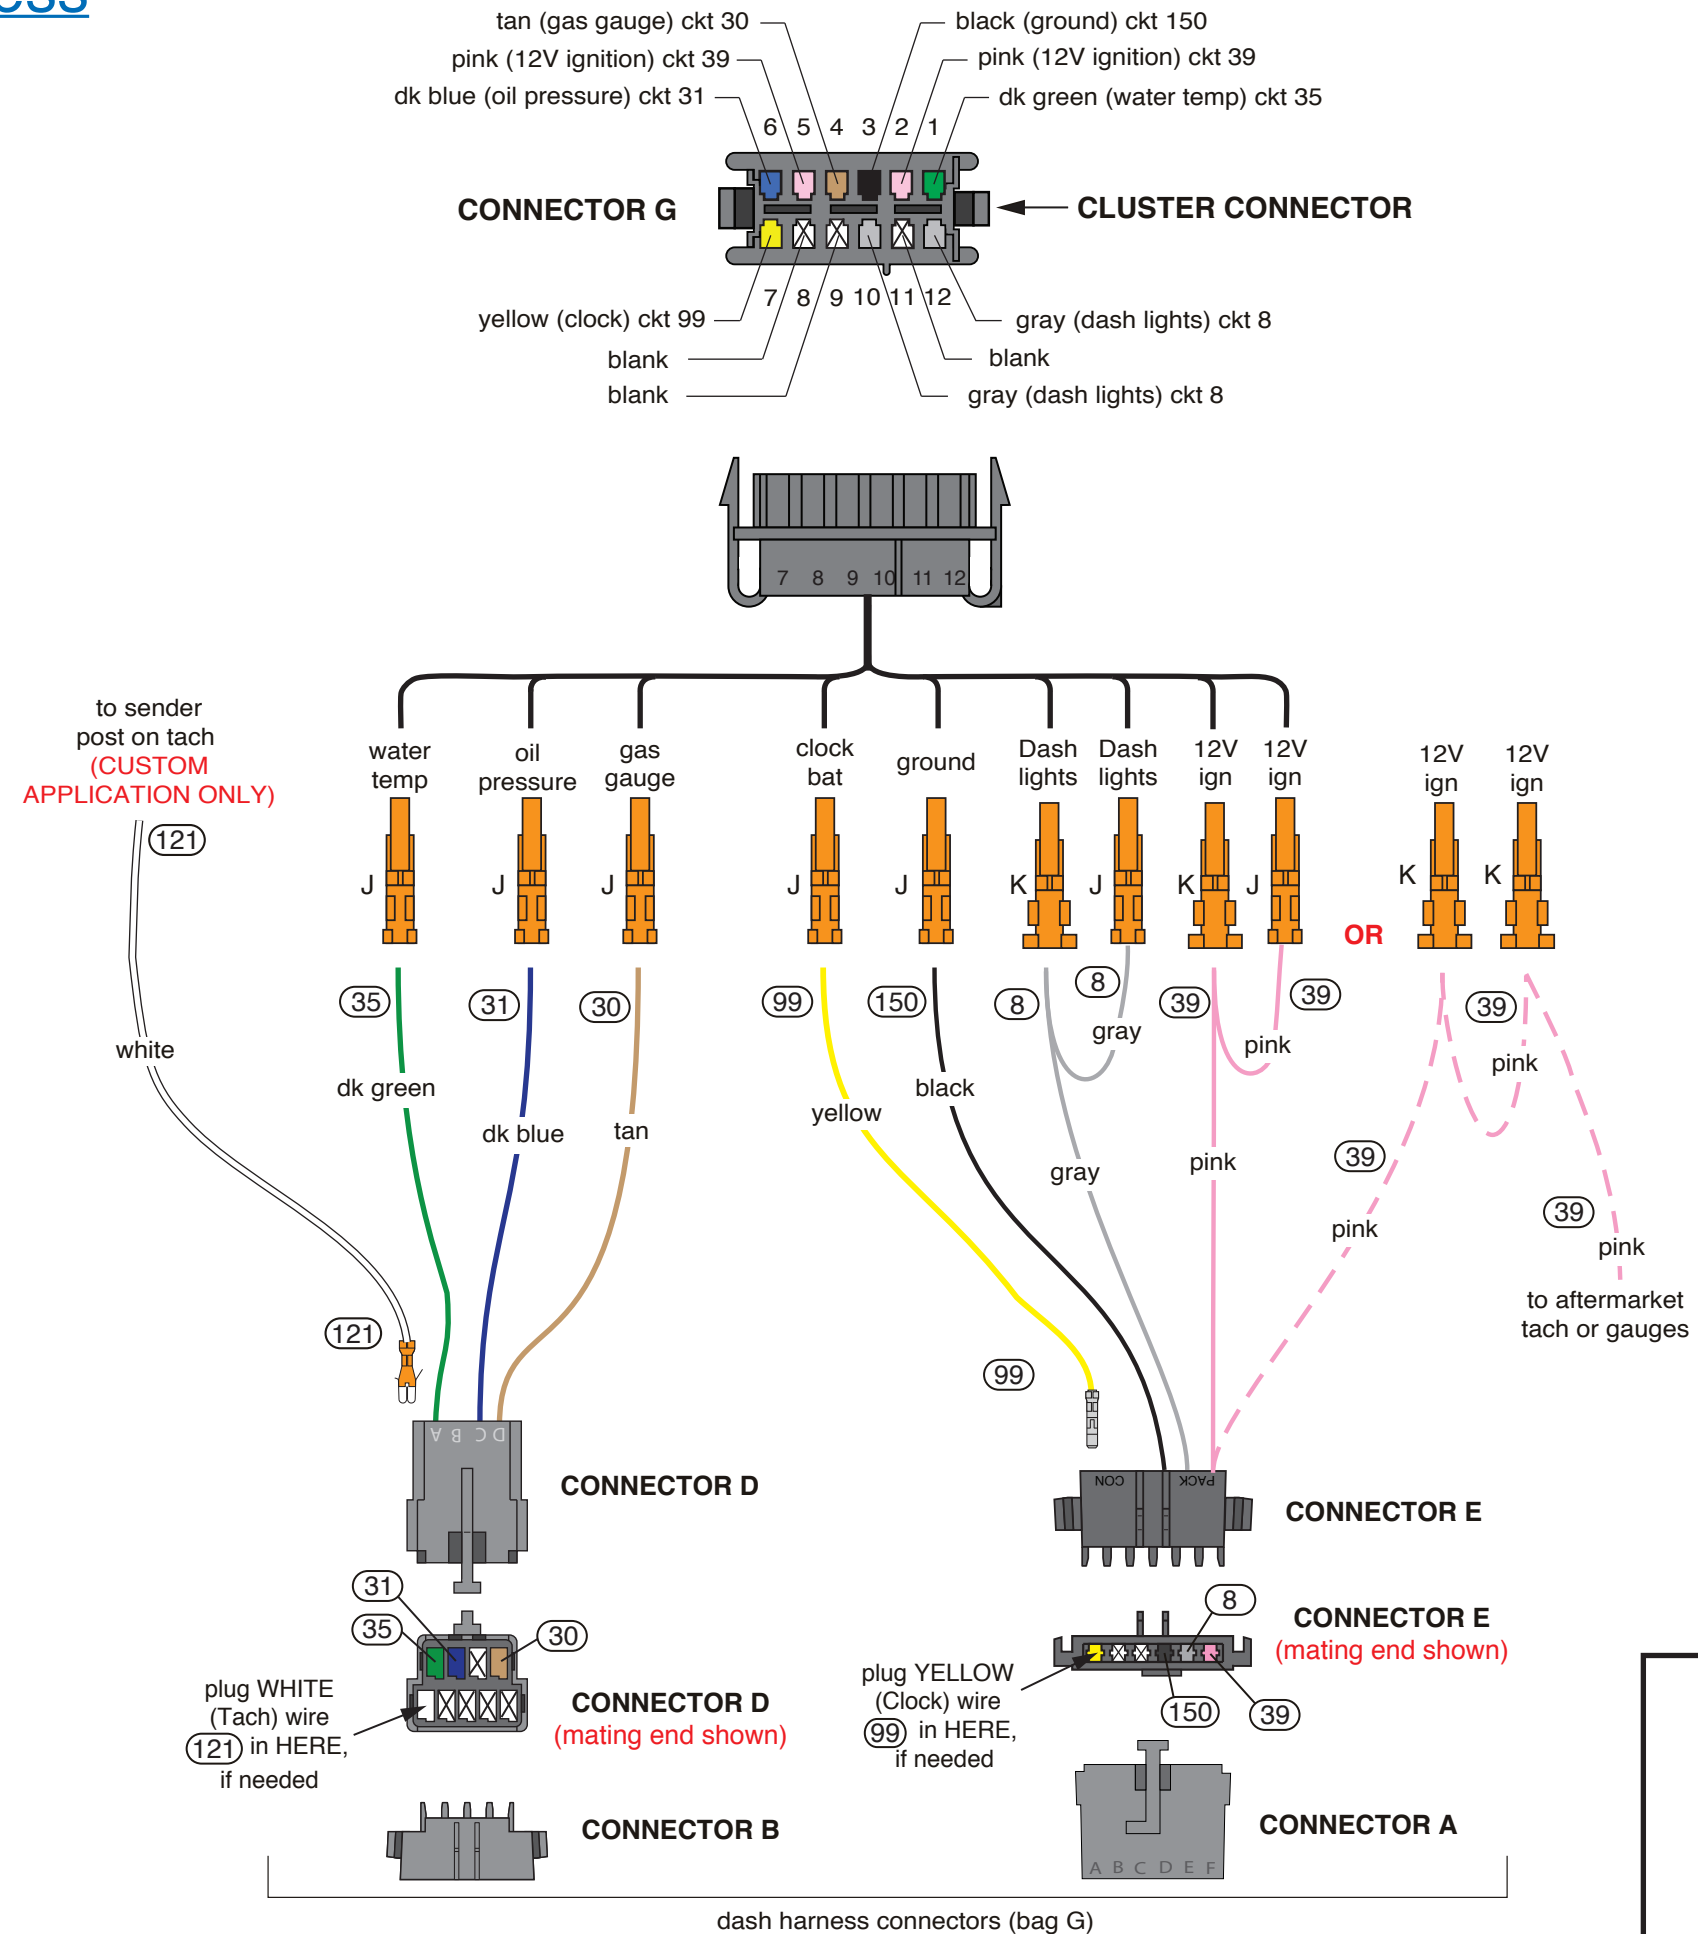 tan (gas gauge) ckt 30
black (ground) ckt 150
pink (12V ignition) ckt 39
pink (12V ignition) ckt 39
dk blue (oil pressure) ckt 31
dk green (water temp) ckt 35
6 5 4 3 2 1
CONNECTOR G
CLUSTER CONNECTOR
7 8 9 10 11 12
yellow (clock) ckt 99
gray (dash lights) ckt 8
blank
blank
blank
gray (dash lights) ckt 8
7 8 9 10 11 12
to sender
post on tach
(CUSTOM
APPLICATION ONLY)
121
water
temp
oil
pressure
gas
gauge
clock
bat
ground
Dash
lights
Dash
lights
12V
ign
12V
ign
12V
ign
12V
ign
J
J
J
J
J
K
J
K
J
K
K
OR
35
31
30
99
150
8
8
39
39
39
white
dk green
dk blue
tan
yellow
black
gray
gray
pink
pink
pink
39
pink
39
pink
to aftermarket
tach or gauges
121
99
A B C D
CONNECTOR D
CON
PACK
CONNECTOR E
31
35
30
8
CONNECTOR E
(mating end shown)
plug WHITE
(Tach) wire
121 in HERE,
if needed
CONNECTOR D
(mating end shown)
plug YELLOW
(Clock) wire
99 in HERE,
if needed
150
39
CONNECTOR B
CONNECTOR A
A B C D E F
dash harness connectors (bag G)